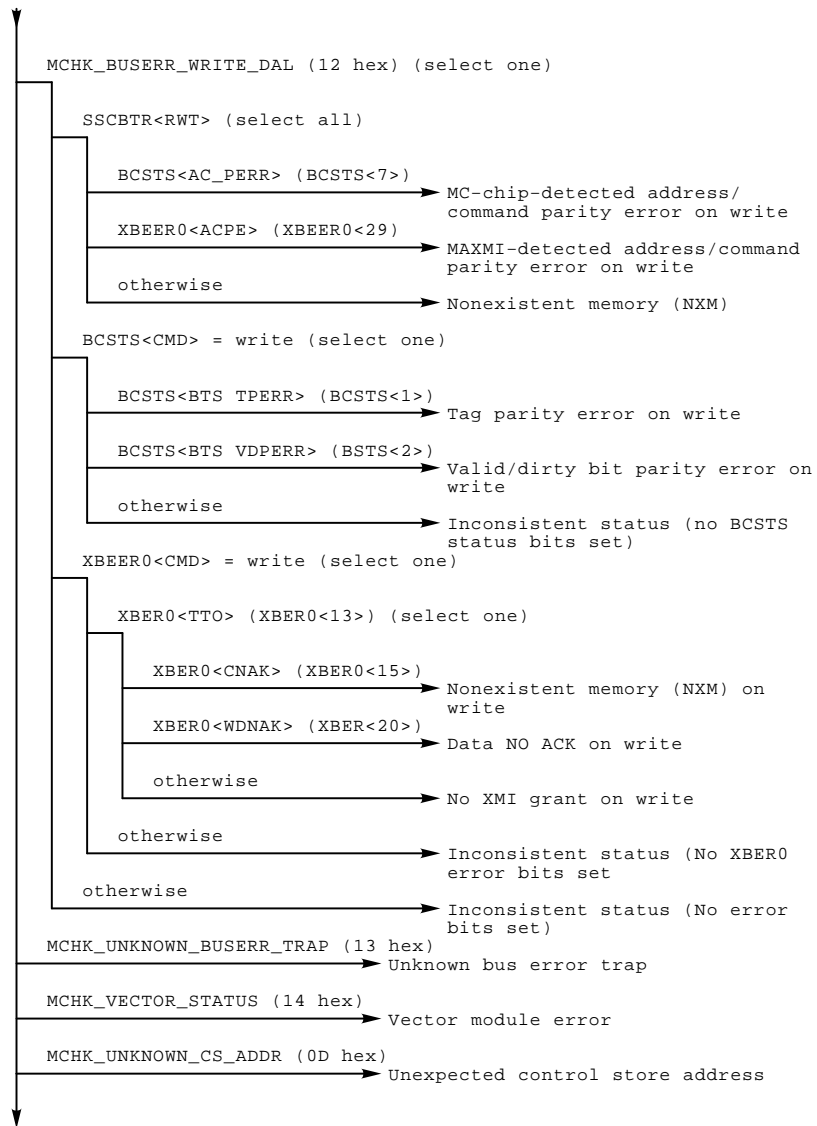 MCHK_BUSERR_WRITE_DAL (12 hex) (select one)
SSCBTR<RWT> (select all)
BCSTS<AC_PERR> (BCSTS<7>)
MC-chip-detected address/
command parity error on write
XBEER0<ACPE> (XBEER0<29)
MAXMI-detected address/command
parity error on write
otherwise
Nonexistent memory (NXM)
BCSTS<CMD> = write (select one)
BCSTS<BTS TPERR> (BCSTS<1>)
Tag parity error on write
BCSTS<BTS VDPERR> (BSTS<2>)
Valid/dirty bit parity error on
write
otherwise
Inconsistent status (no BCSTS
status bits set)
XBEER0<CMD> = write (select one)
XBER0<TTO> (XBER0<13>) (select one)
XBER0<CNAK> (XBER0<15>)
Nonexistent memory (NXM) on
write
XBER0<WDNAK> (XBER<20>)
Data NO ACK on write
otherwise
No XMI grant on write
otherwise
Inconsistent status (No XBER0
error bits set
otherwise
Inconsistent status (No error
bits set)
MCHK_UNKNOWN_BUSERR_TRAP (13 hex)
Unknown bus error trap
MCHK_VECTOR_STATUS (14 hex)
Vector module error
MCHK_UNKNOWN_CS_ADDR (0D hex)
Unexpected control store address